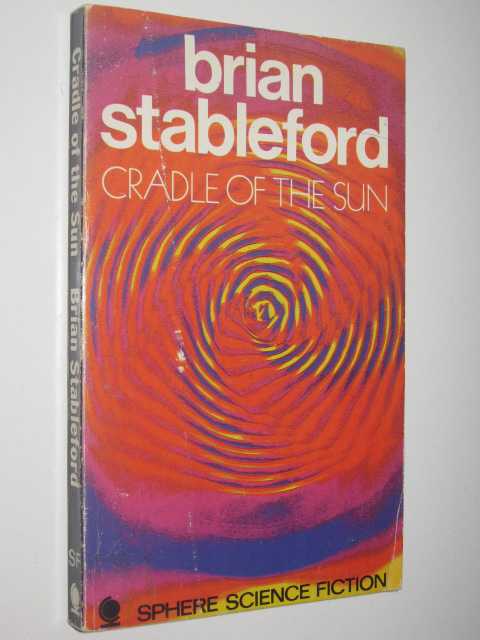 brian
stableford
CRADLE OF THE SUN
SPHERE SCIENCE FICTION
Cradle of the Sun Brian Stableford
SF